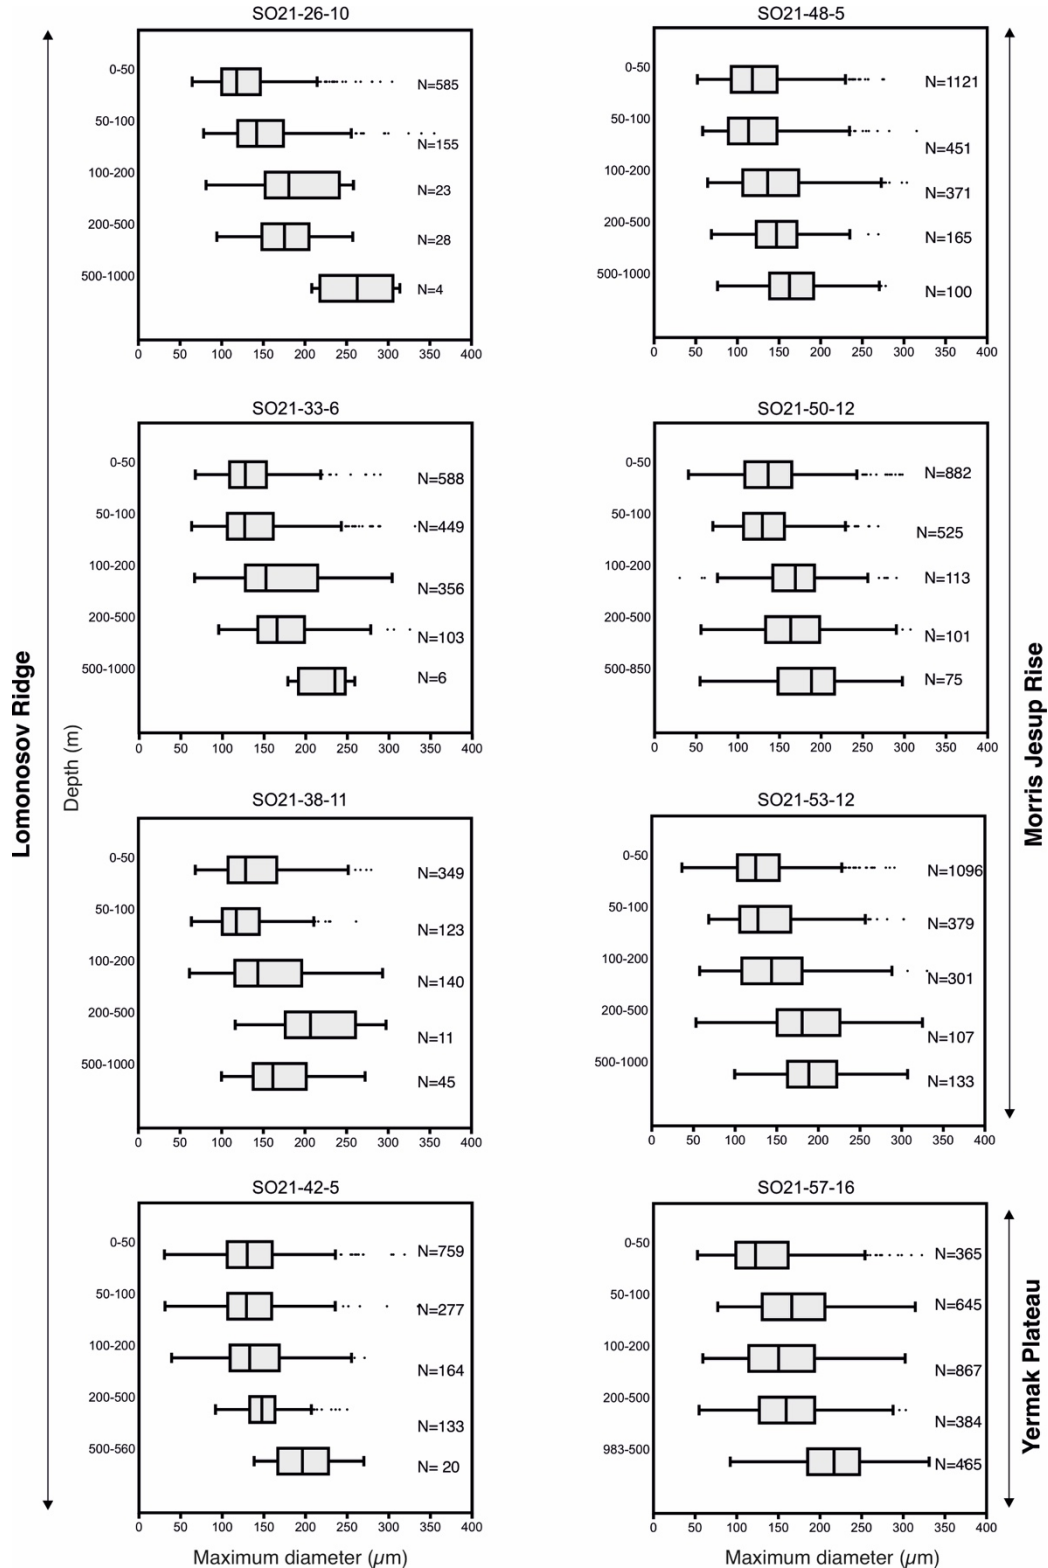 SO21-26-10
0-50
N=585
50-100
N=155
100-200
N=23
200-500
N=28
500-1000
N=4
0 50 100 150 200 250 300 350 400
SO21-48-5
0-50
N=1121
50-100
N=451
100-200
N=371
200-500
N=165
500-1000
N=100
0 50 100 150 200 250 300 350 400
SO21-33-6
0-50
N=588
50-100
N=449
100-200
N=356
200-500
N=103
500-1000
N=6
0 50 100 150 200 250 300 350 400
SO21-50-12
0-50
N=882
50-100
N=525
100-200
N=113
200-500
N=101
500-850
N=75
0 50 100 150 200 250 300 350 400
Lomonosov Ridge
Depth (m)
Morris Jesup Rise
SO21-38-11
0-50
N=349
50-100
N=123
100-200
N=140
200-500
N=11
500-1000
N=45
0 50 100 150 200 250 300 350 400
SO21-53-12
0-50
N=1096
50-100
N=379
100-200
N=301
200-500
N=107
500-1000
N=133
0 50 100 150 200 250 300 350 400
SO21-42-5
0-50
N=759
50-100
N=277
100-200
N=164
200-500
N=133
500-560
N= 20
0 50 100 150 200 250 300 350 400
Maximum diameter (µm)
SO21-57-16
0-50
N=365
50-100
N=645
100-200
N=867
200-500
N=384
983-500
N=465
0 50 100 150 200 250 300 350 400
Maximum diameter (µm)
Yermak Plateau